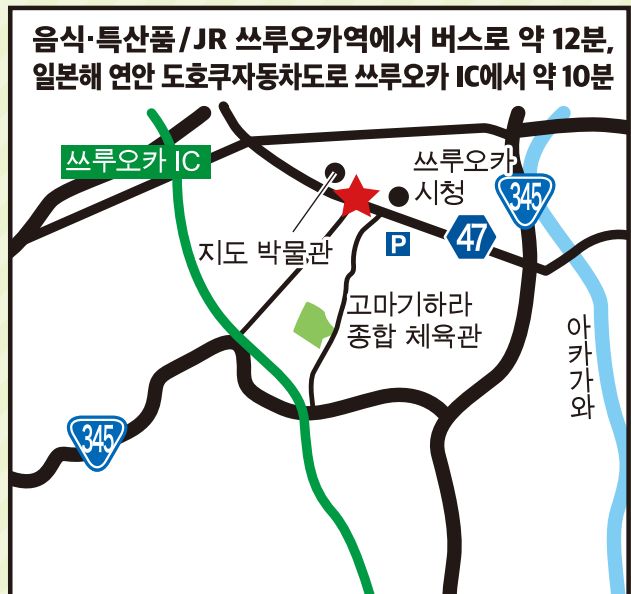 음식·특산품/JR 쓰루오카역에서 버스로 약 12분,
일본해 연안 도호쿠자동차도로 쓰루오카 IC에서 약 10분
쓰루오카 IC
쓰루오카
시청
345
지도 박물관
P
47
고마기하라
종합 체육관
아카가와
345